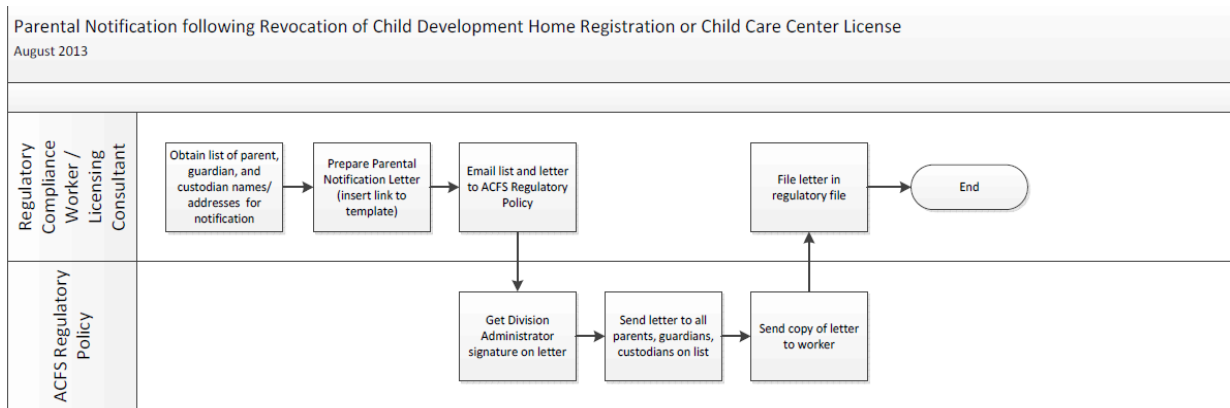 Parental Notification following Revocation of Child Development Home Registration or Child Care Center License
August 2013
Regulatory
Compliance
Worker /
Licensing
Consultant
Obtain list of parent,
guardian, and
custodian names/
addresses for
notification
Prepare Parental
Notification Letter
(insert link to
template)
Email list and letter
to ACFS Regulatory
Policy
File letter in
regulatory file
End
ACFS Regulatory
Policy
Get Division
Administrator
signature on letter
Send letter to all
parents, guardians,
custodians on list
Send copy of letter
to worker